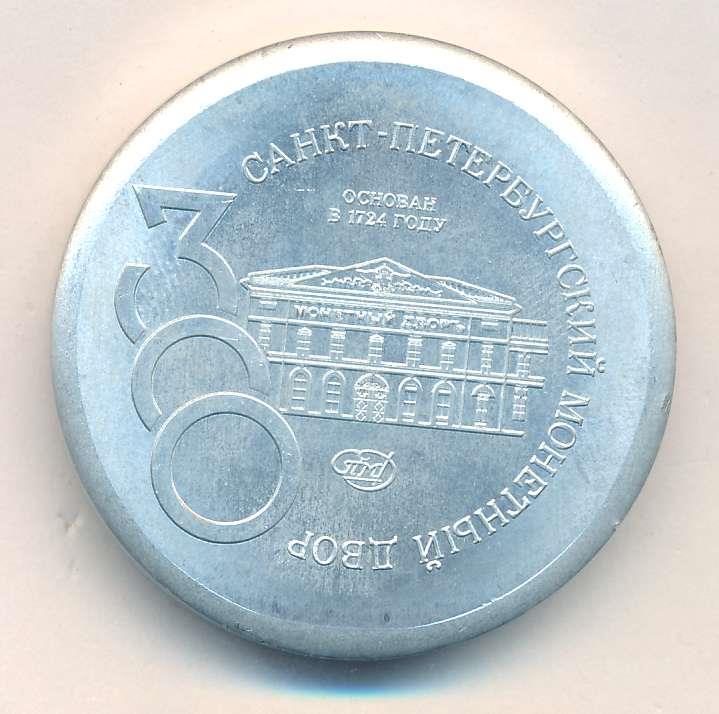 300
САНКТ-ПЕТЕРБУРГСКИЙ МОНЕТНЫЙ ДВОР
ОСНОВАН
В 1724 ГОДУ
МОНЕТНЫЙ ДВОРЪ